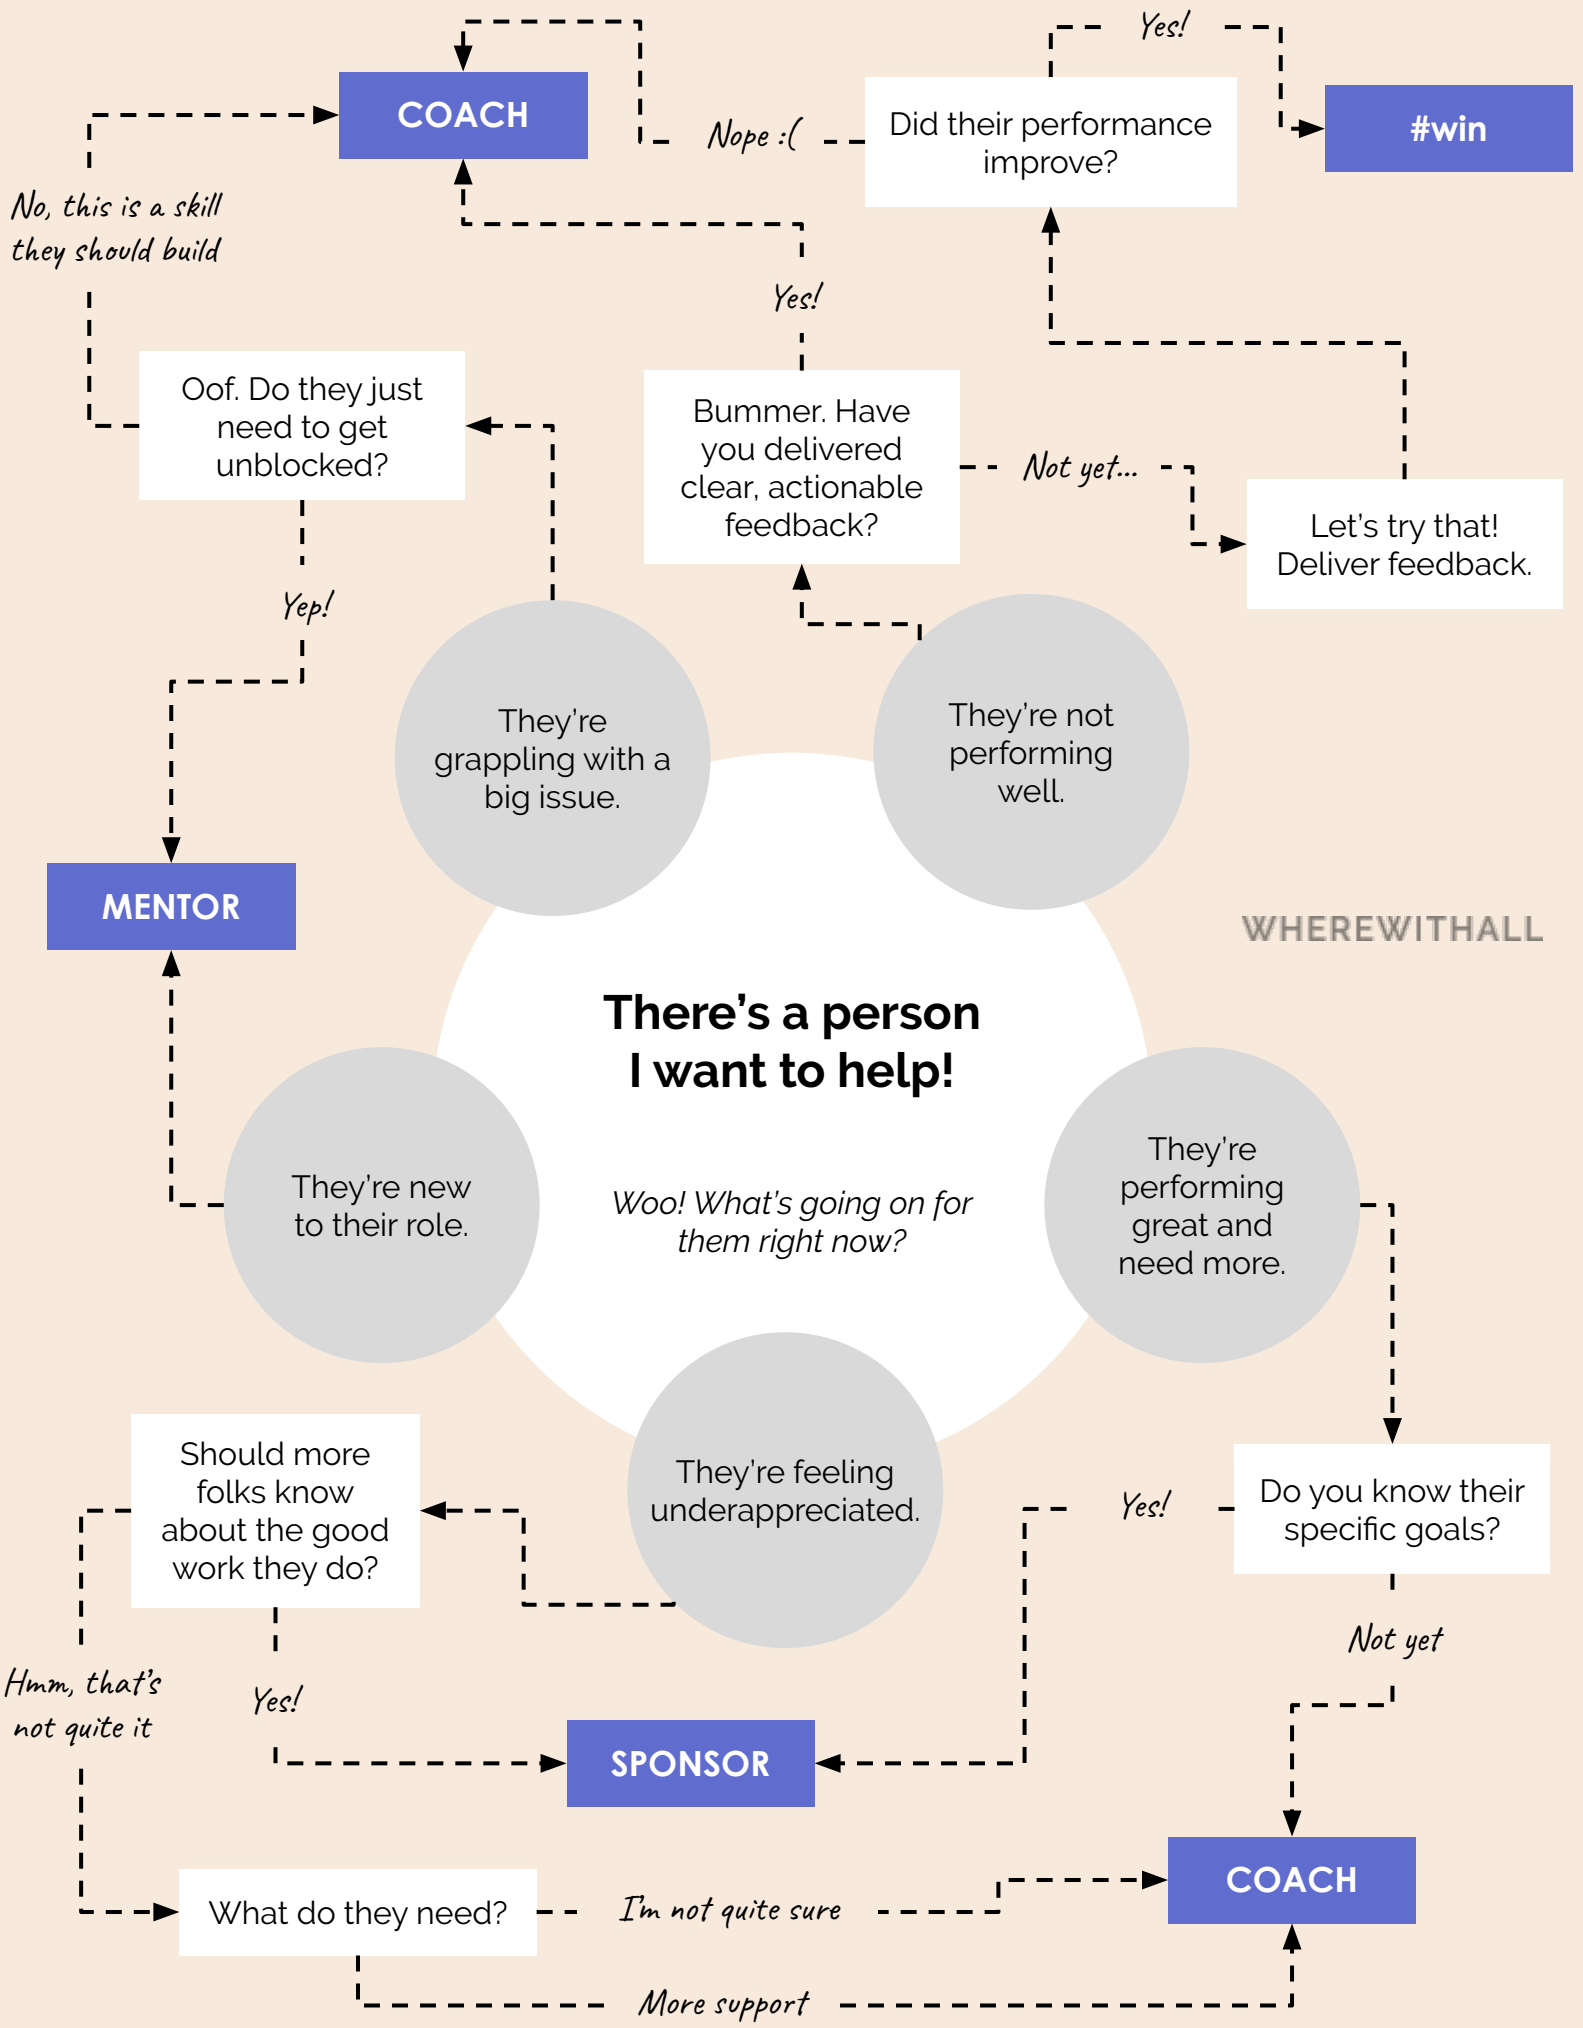 Yes!
COACH
#win
Nope :(
Did their performance
improve?
No, this is a skill
they should build
Yes!
Oof. Do they just
need to get
unblocked?
Bummer. Have
you delivered
clear, actionable
feedback?
Not yet...
Let's try that!
Deliver feedback.
Yep!
They're
grappling with a
big issue.
They're not
performing
well.
MENTOR
WHEREWITHALL
There's a person
I want to help!
They're new
to their role.
Woo! What's going on for
them right now?
They're
performing
great and
need more.
Should more
folks know
about the good
work they do?
They're feeling
underappreciated.
Yes!
Do you know their
specific goals?
Not yet
Hmm, that's
not quite it
Yes!
SPONSOR
COACH
What do they need?
I'm not quite sure
More support